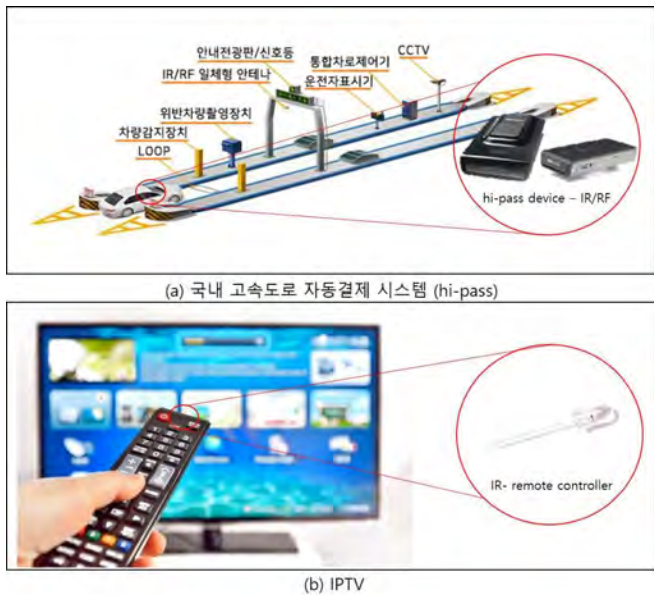 안내전광판/신호등
통합차로제어기
CCTV
IR/RF 일체형 안테나
운전자표시기
위반차량촬영장치
차량감지장치
LOOP
hi-pass device – IR/RF
(a) 국내 고속도로 자동결제 시스템 (hi-pass)
IR- remote controller
(b) IPTV